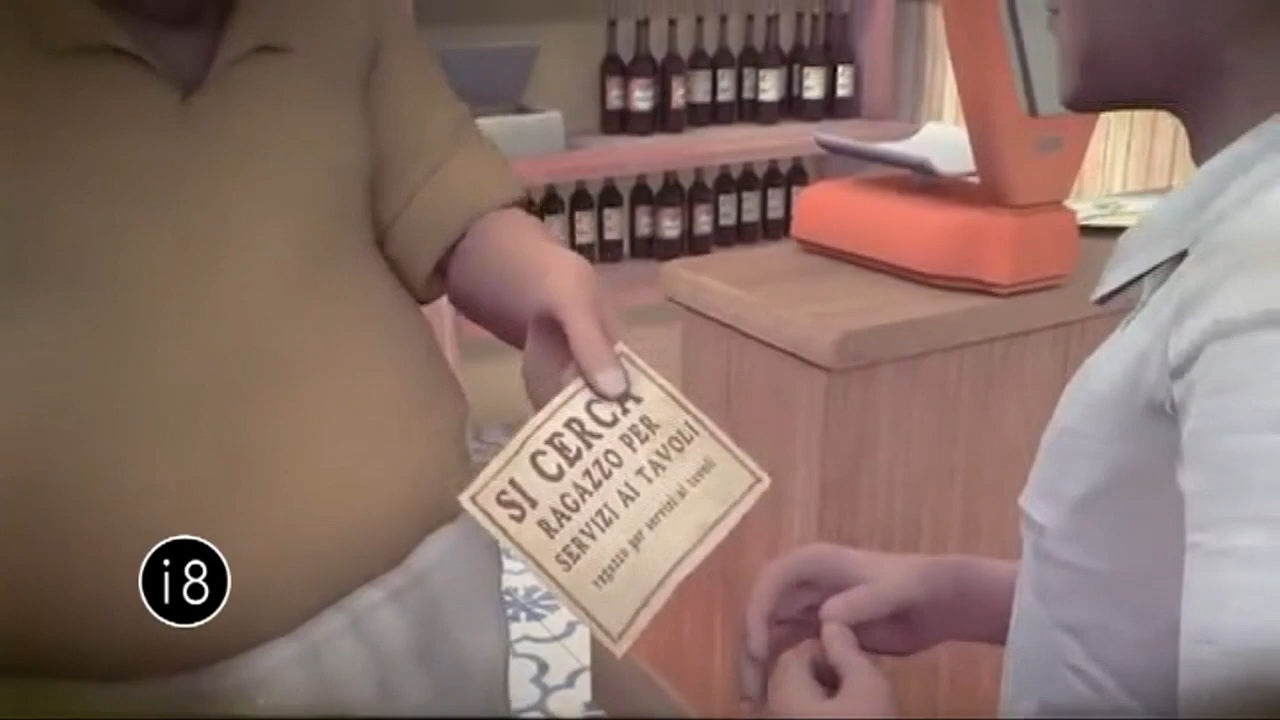 SI CERCA
RAGAZZO PER
SERVIZI AI TAVOLI
ragazzo per servizi ai tavoli
i8